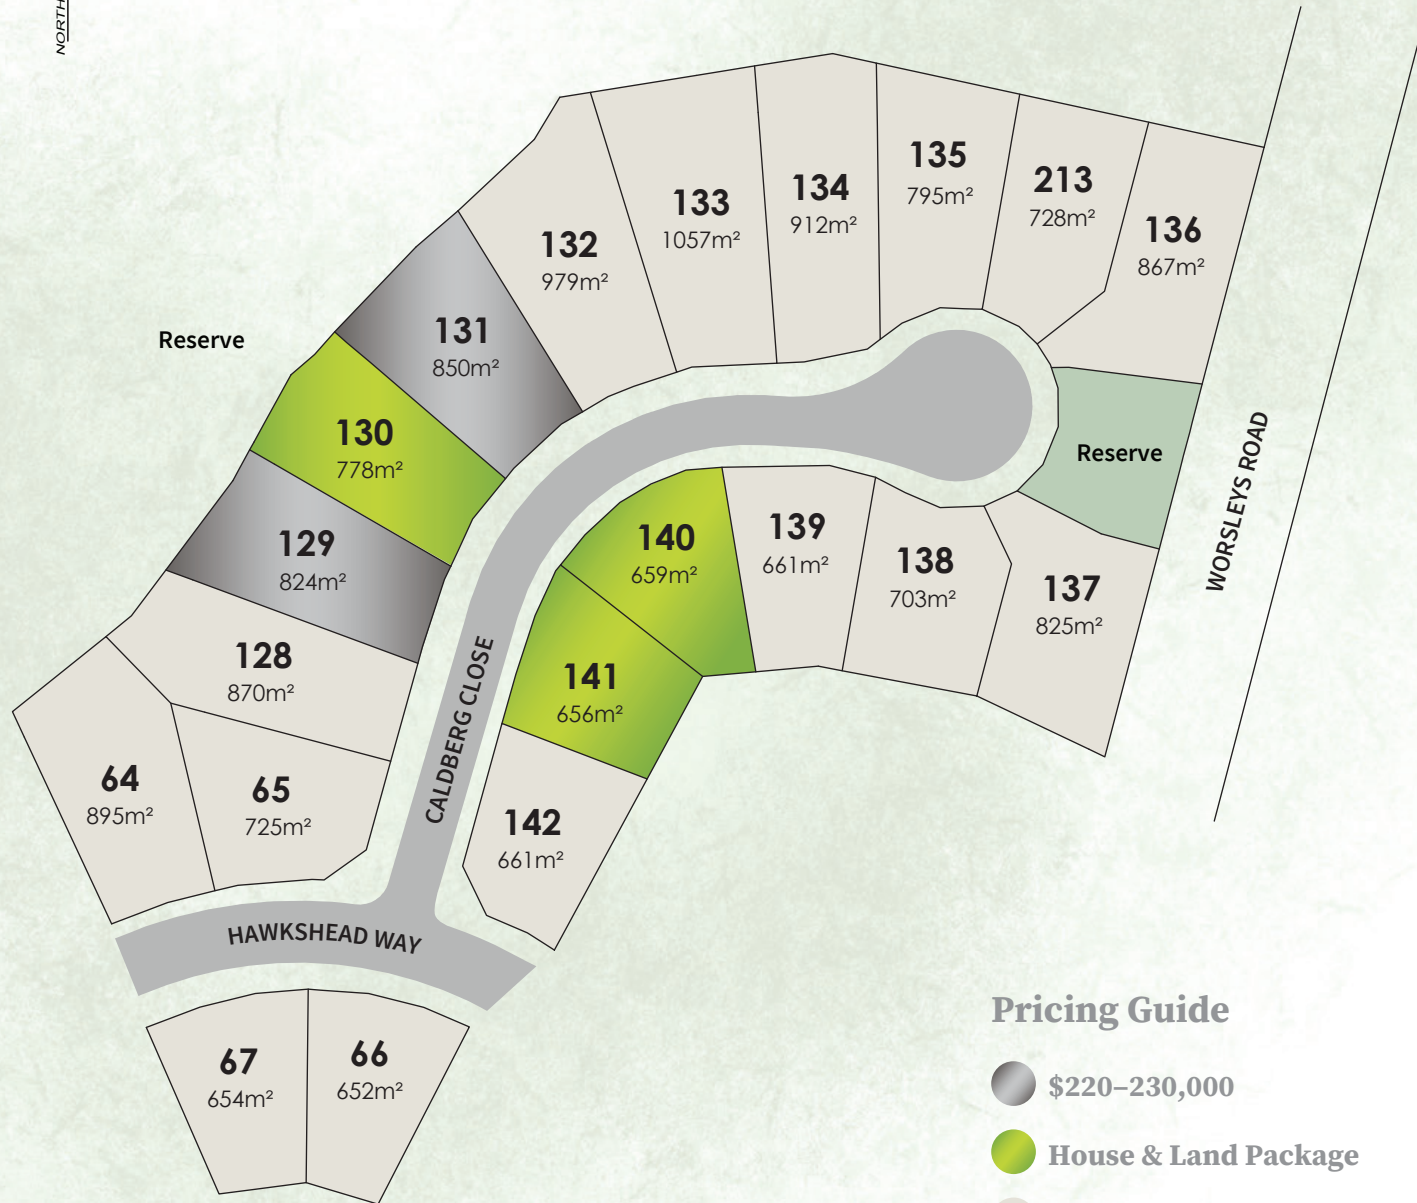 NORTH
135
795m²
213
728m²
134
912m²
133
1057m²
136
867m²
132
979m²
131
850m²
Reserve
130
778m²
Reserve
WORSLEYS ROAD
129
824m²
140
659m²
139
661m²
138
703m²
137
825m²
128
870m²
141
656m²
CALDBERG CLOSE
64
895m²
65
725m²
142
661m²
HAWKSHEAD WAY
67
654m²
66
652m²
Pricing Guide
$220–230,000
House & Land Package